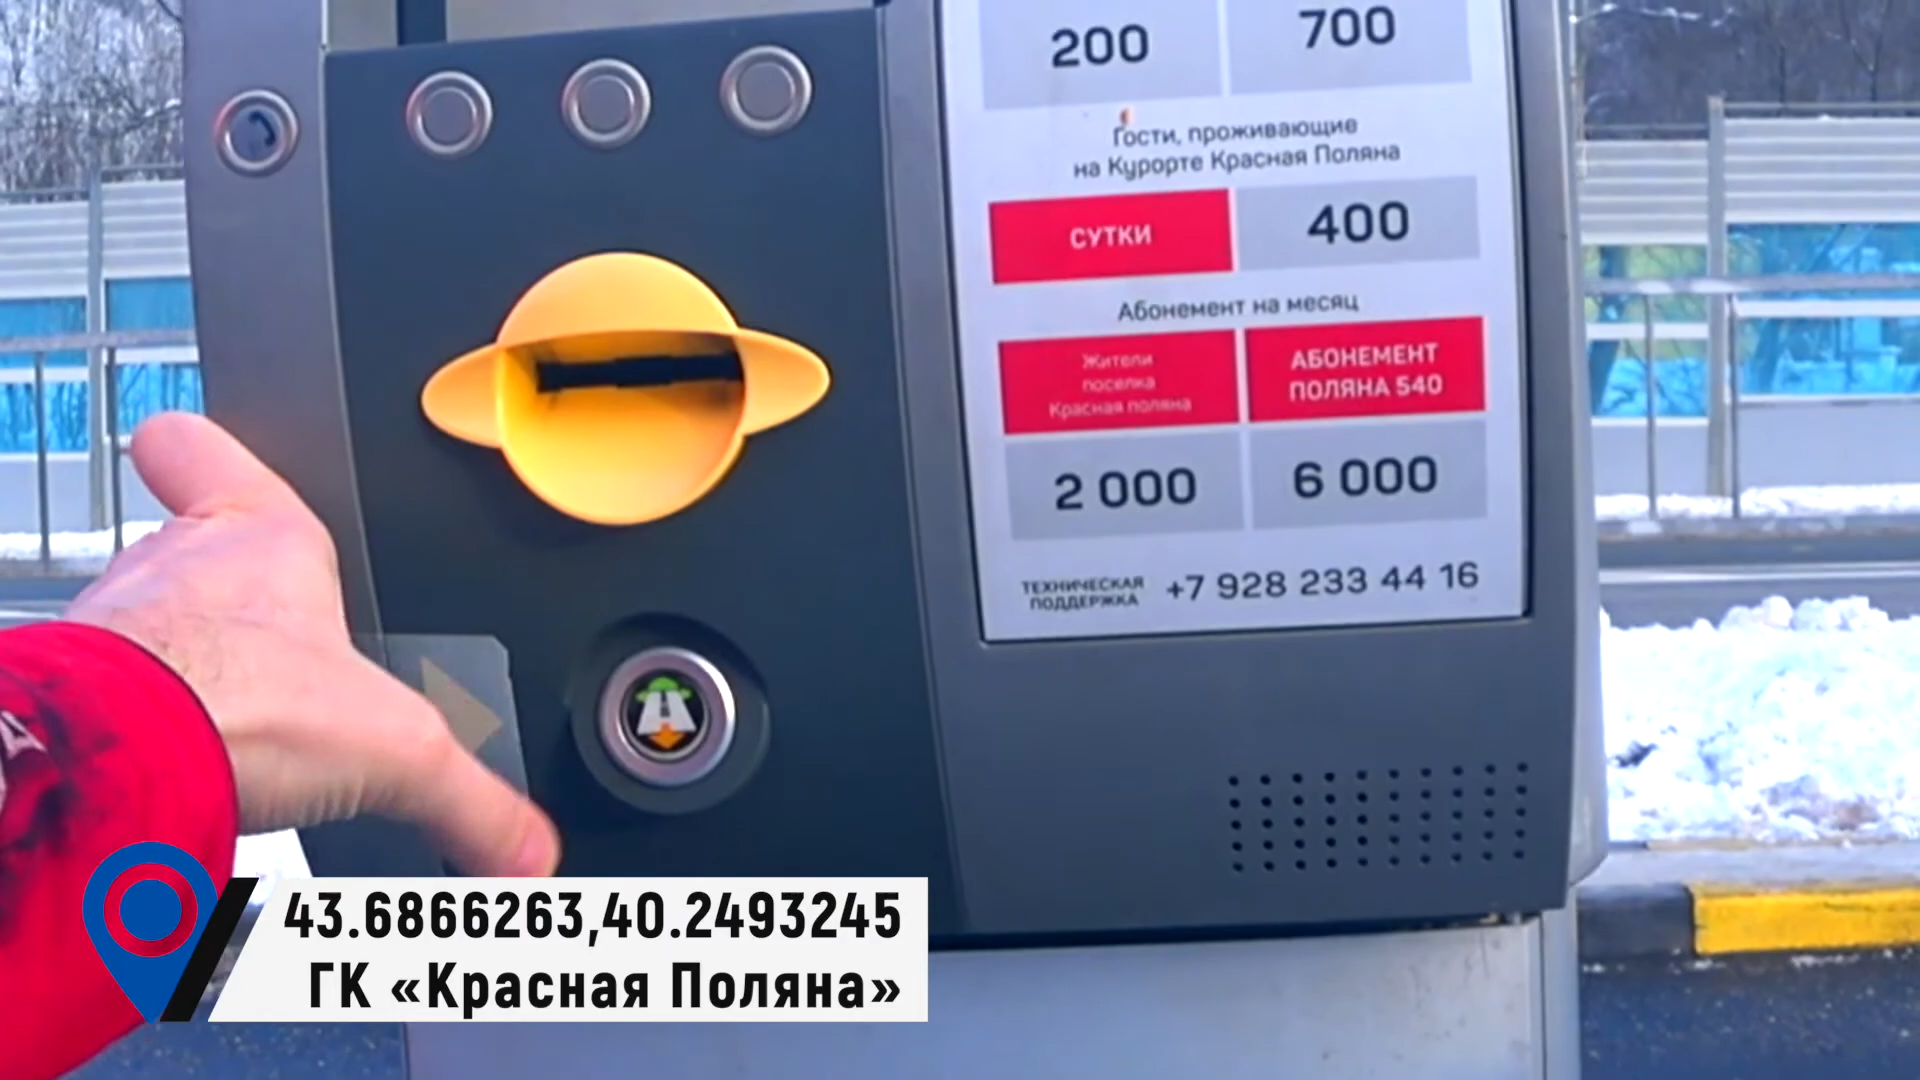 200 700
Гости, проживающие
на Курорте Красная Поляна
СУТКИ 400
Абонемент на месяц
Жители
поселка
Красная поляна
АБОНЕМЕНТ
ПОЛЯНА 540
2 000 6 000
ТЕХНИЧЕСКАЯ
ПОДДЕРЖКА
+7 928 233 44 16
43.6866263,40.2493245
ГК «Красная Поляна»